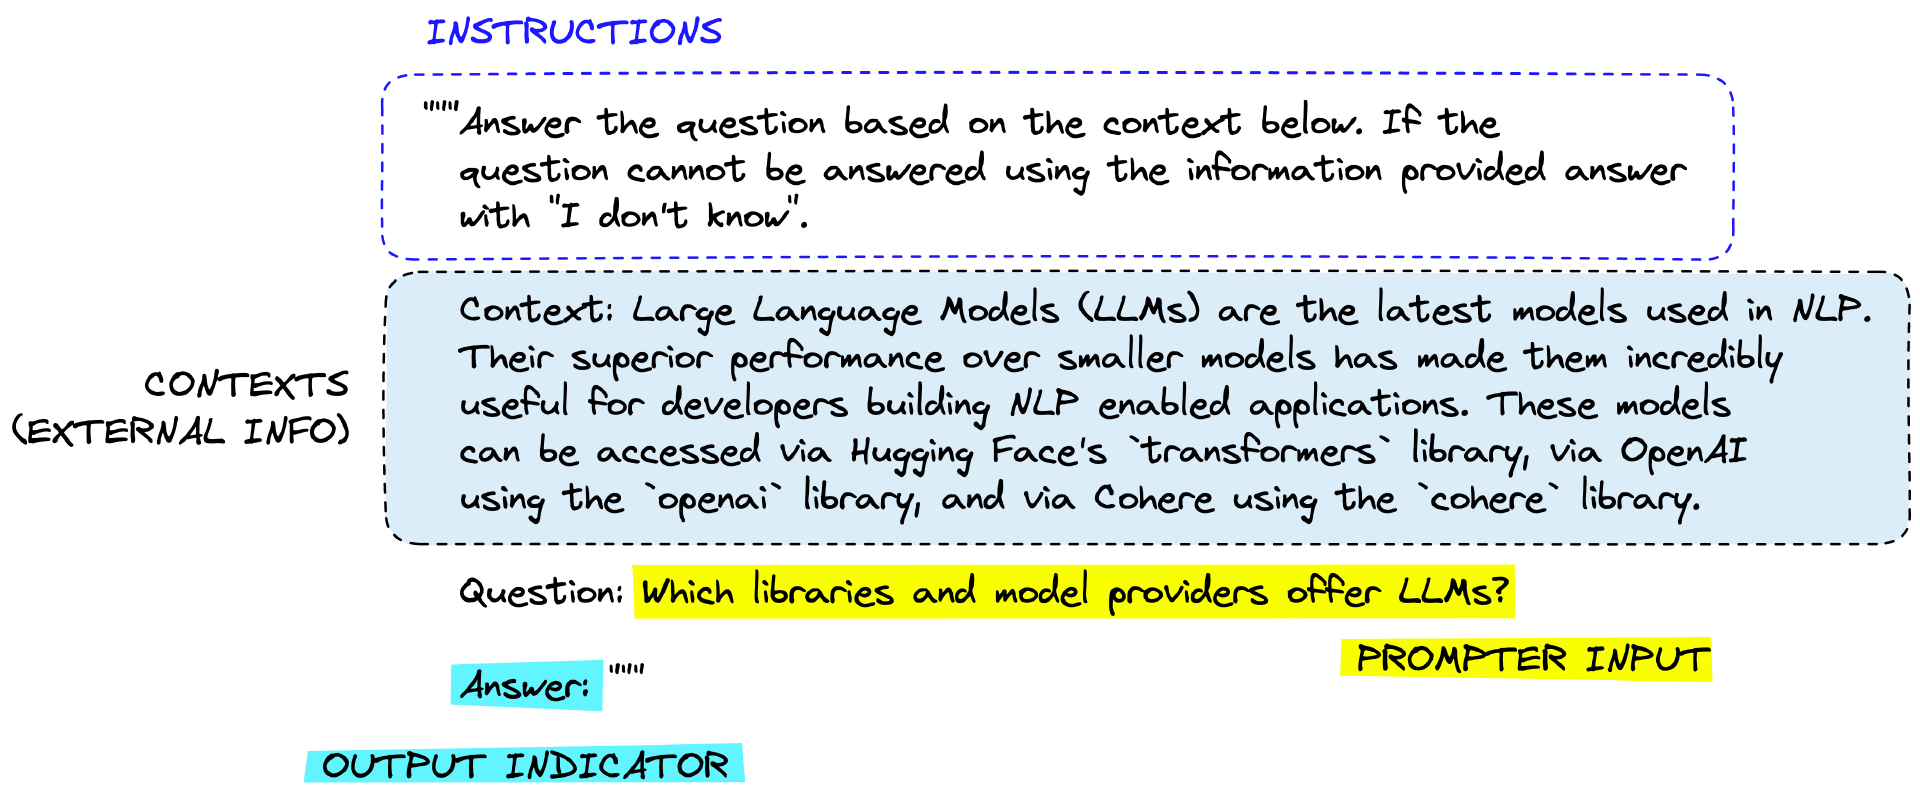 INSTRUCTIONS
"""Answer the question based on the context below. If the
question cannot be answered using the information provided answer
with "I don't know".
Context: Large Language Models (LLMs) are the latest models used in NLP.
Their superior performance over smaller models has made them incredibly
useful for developers building NLP enabled applications. These models
can be accessed via Hugging Face's `transformers` library, via OpenAI
using the `openai` library, and via Cohere using the `cohere` library.
CONTEXTS
(EXTERNAL INFO)
Question: Which libraries and model providers offer LLMs?
PROMPTER INPUT
Answer: """
OUTPUT INDICATOR